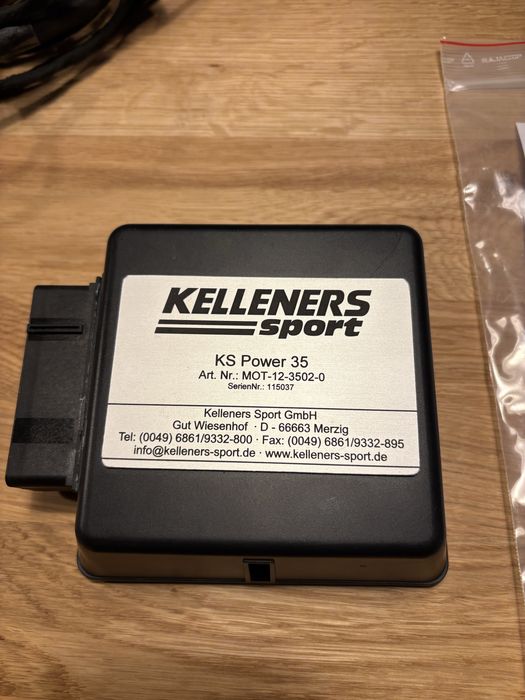 KELLENERS
sport
KS Power 35
Art. Nr.: MOT-12-3502-0
SerienNr.: 115037
Kelleners Sport GmbH
Gut Wiesenhof · D - 66663 Merzig
Tel: (0049) 6861/9332-800 · Fax: (0049) 6861/9332-895
info@kelleners-sport.de · www.kelleners-sport.de